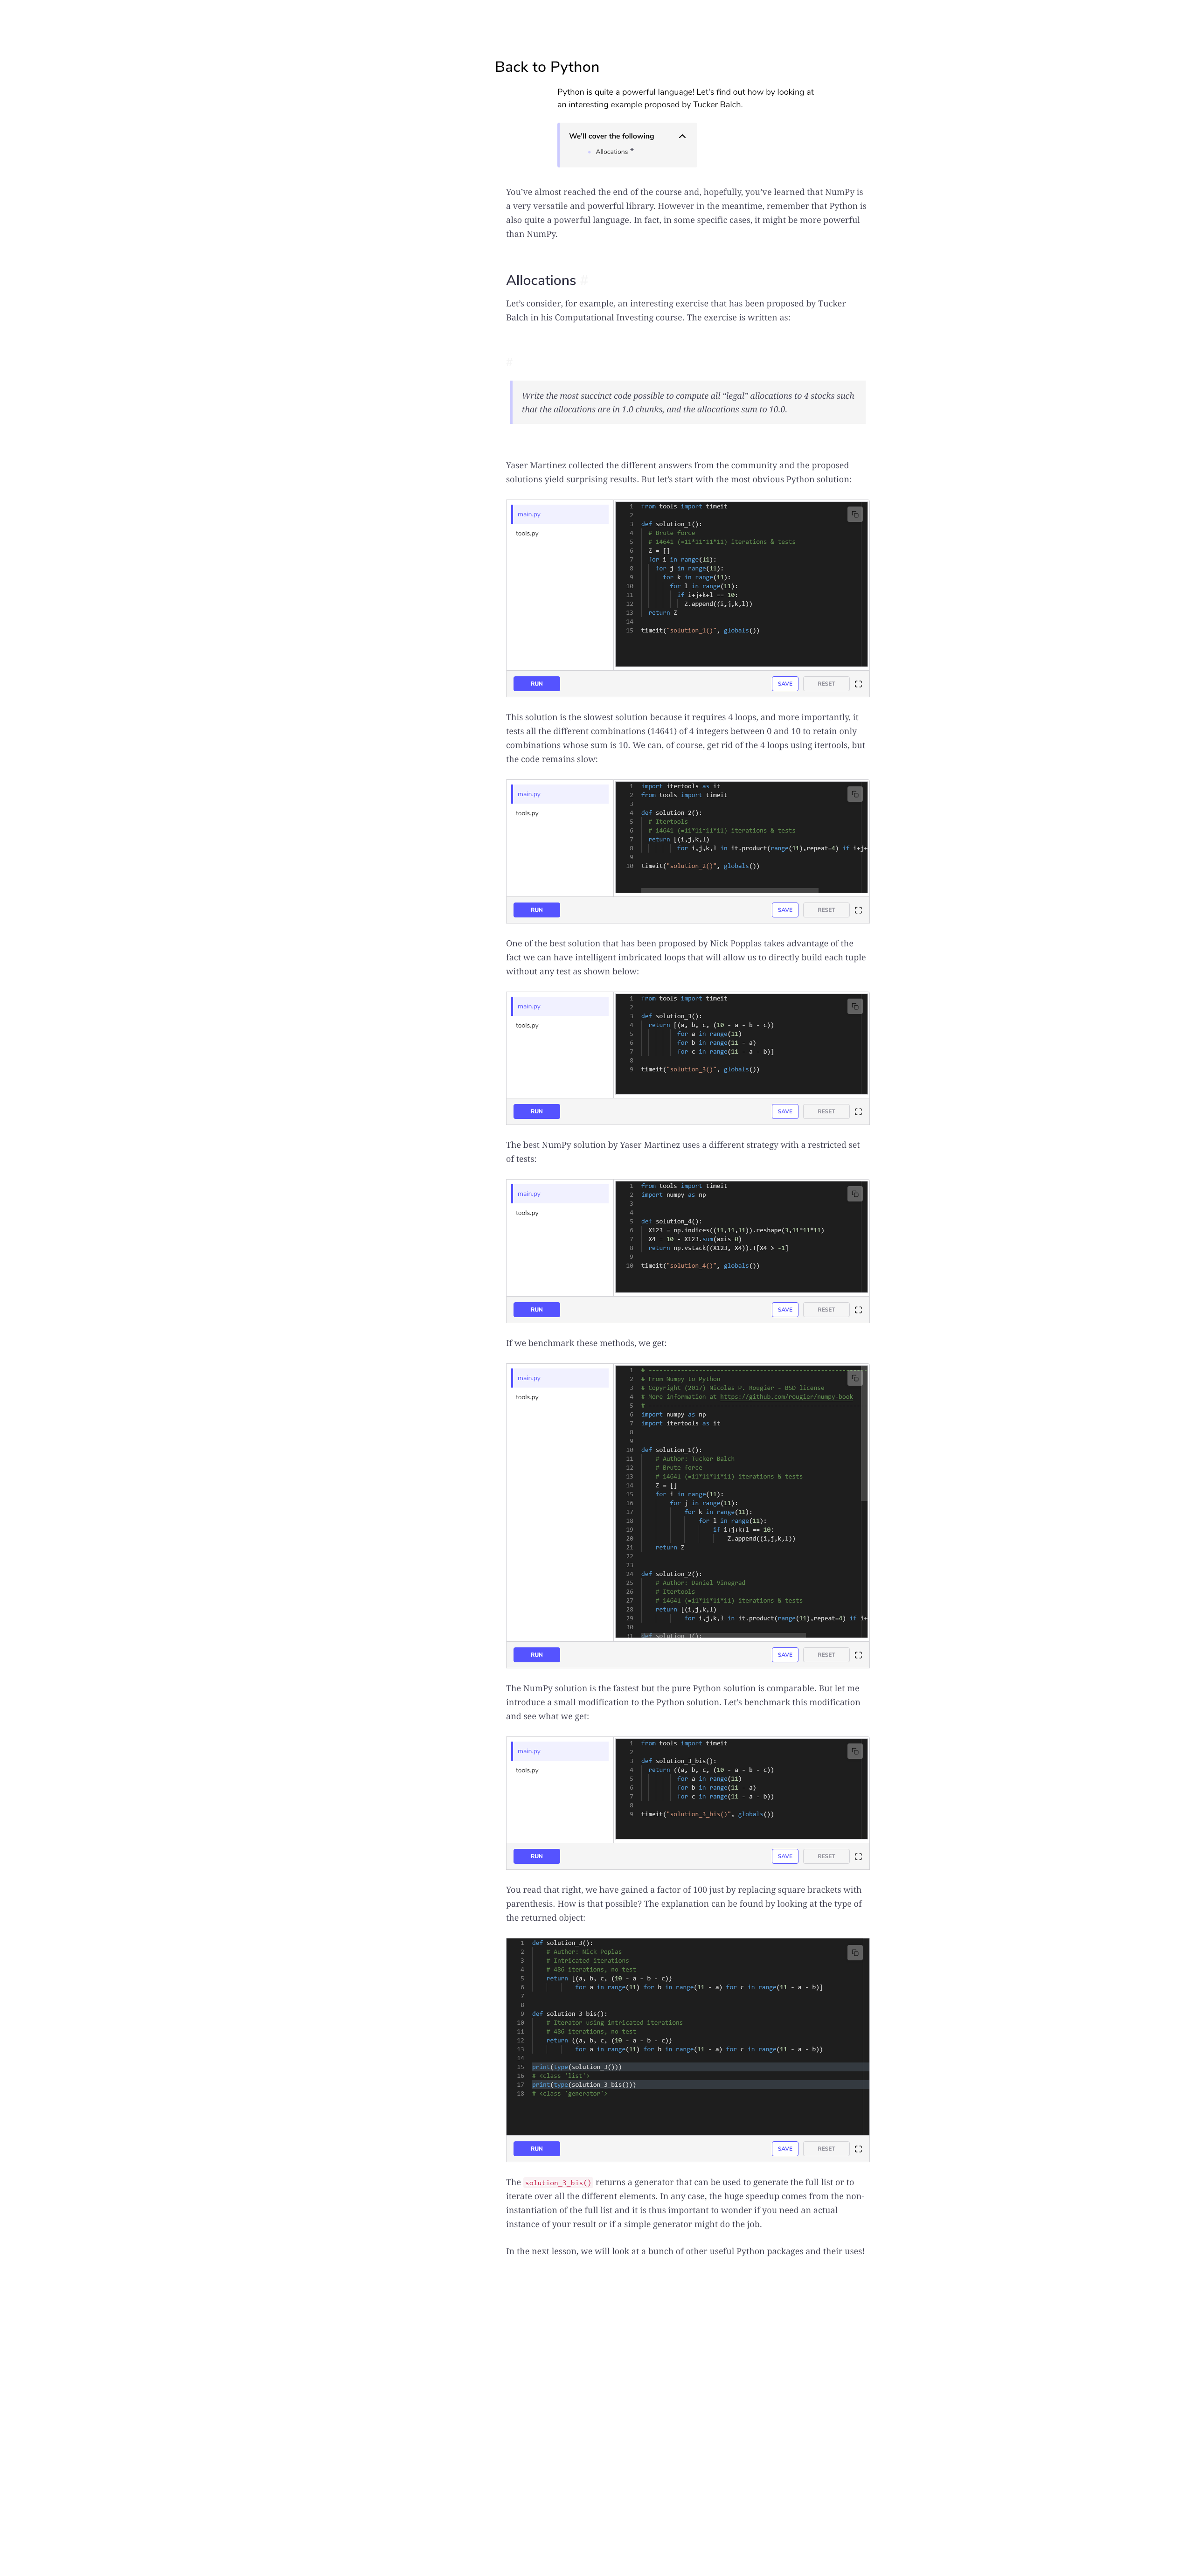 Back to Python
Python is quite a powerful language! Let's find out how by looking at
an interesting example proposed by Tucker Balch.
We'll cover the following
Allocations
You’ve almost reached the end of the course and, hopefully, you’ve learned that NumPy is
a very versatile and powerful library. However in the meantime, remember that Python is
also quite a powerful language. In fact, in some specific cases, it might be more powerful
than NumPy.
Allocations
Let’s consider, for example, an interesting exercise that has been proposed by Tucker
Balch in his Computational Investing course. The exercise is written as:
#
Write the most succinct code possible to compute all “legal” allocations to 4 stocks such
that the allocations are in 1.0 chunks, and the allocations sum to 10.0.
Yaser Martinez collected the different answers from the community and the proposed
solutions yield surprising results. But let’s start with the most obvious Python solution:
main.py
tools.py
1 from tools import timeit
2
3 def solution_1():
4 # Brute force
5 # 14641 (=11*11*11*11) iterations & tests
6 Z = []
7 for i in range(11):
8 for j in range(11):
9 for k in range(11):
10 for l in range(11):
11 if i+j+k+l == 10:
12 Z.append((i,j,k,l))
13 return Z
14
15 timeit("solution_1()", globals())
RUN SAVE RESET
This solution is the slowest solution because it requires 4 loops, and more importantly, it
tests all the different combinations (14641) of 4 integers between 0 and 10 to retain only
combinations whose sum is 10. We can, of course, get rid of the 4 loops using itertools, but
the code remains slow:
main.py
tools.py
1 import itertools as it
2 from tools import timeit
3
4 def solution_2():
5 # Itertools
6 # 14641 (=11*11*11*11) iterations & tests
7 return [(i,j,k,l)
8 for i,j,k,l in it.product(range(11),repeat=4) if i+j+
9
10 timeit("solution_2()", globals())
RUN SAVE RESET
One of the best solution that has been proposed by Nick Popplas takes advantage of the
fact we can have intelligent imbricated loops that will allow us to directly build each tuple
without any test as shown below:
main.py
tools.py
1 from tools import timeit
2
3 def solution_3():
4 return [(a, b, c, (10 - a - b - c))
5 for a in range(11)
6 for b in range(11 - a)
7 for c in range(11 - a - b)]
8
9 timeit("solution_3()", globals())
RUN SAVE RESET
The best NumPy solution by Yaser Martinez uses a different strategy with a restricted set
of tests:
main.py
tools.py
1 from tools import timeit
2 import numpy as np
3
4
5 def solution_4():
6 X123 = np.indices((11,11,11)).reshape(3,11*11*11)
7 X4 = 10 - X123.sum(axis=0)
8 return np.vstack((X123, X4)).T[X4 > -1]
9
10 timeit("solution_4()", globals())
RUN SAVE RESET
If we benchmark these methods, we get:
main.py
tools.py
1 # -----------------------------------------------------------
2 # From Numpy to Python
3 # Copyright (2017) Nicolas P. Rougier - BSD license
4 # More information at https://github.com/rougier/numpy-book
5 # -----------------------------------------------------------
6 import numpy as np
7 import itertools as it
8
9
10 def solution_1():
11 # Author: Tucker Balch
12 # Brute force
13 # 14641 (=11*11*11*11) iterations & tests
14 Z = []
15 for i in range(11):
16 for j in range(11):
17 for k in range(11):
18 for l in range(11):
19 if i+j+k+l == 10:
20 Z.append((i,j,k,l))
21 return Z
22
23
24 def solution_2():
25 # Author: Daniel Vinegrad
26 # Itertools
27 # 14641 (=11*11*11*11) iterations & tests
28 return [(i,j,k,l)
29 for i,j,k,l in it.product(range(11),repeat=4) if i+
30
31 def solution_3():
RUN SAVE RESET
The NumPy solution is the fastest but the pure Python solution is comparable. But let me
introduce a small modification to the Python solution. Let’s benchmark this modification
and see what we get:
main.py
tools.py
1 from tools import timeit
2
3 def solution_3_bis():
4 return ((a, b, c, (10 - a - b - c))
5 for a in range(11)
6 for b in range(11 - a)
7 for c in range(11 - a - b))
8
9 timeit("solution_3_bis()", globals())
RUN SAVE RESET
You read that right, we have gained a factor of 100 just by replacing square brackets with
parenthesis. How is that possible? The explanation can be found by looking at the type of
the returned object:
1 def solution_3():
2 # Author: Nick Poplas
3 # Intricated iterations
4 # 486 iterations, no test
5 return [(a, b, c, (10 - a - b - c))
6 for a in range(11) for b in range(11 - a) for c in range(11 - a - b)]
7
8
9 def solution_3_bis():
10 # Iterator using intricated iterations
11 # 486 iterations, no test
12 return ((a, b, c, (10 - a - b - c))
13 for a in range(11) for b in range(11 - a) for c in range(11 - a - b))
14
15 print(type(solution_3()))
16 # <class 'list'>
17 print(type(solution_3_bis()))
18 # <class 'generator'>
RUN SAVE RESET
The solution_3_bis() returns a generator that can be used to generate the full list or to
iterate over all the different elements. In any case, the huge speedup comes from the non-
instantiation of the full list and it is thus important to wonder if you need an actual
instance of your result or if a simple generator might do the job.
In the next lesson, we will look at a bunch of other useful Python packages and their uses!